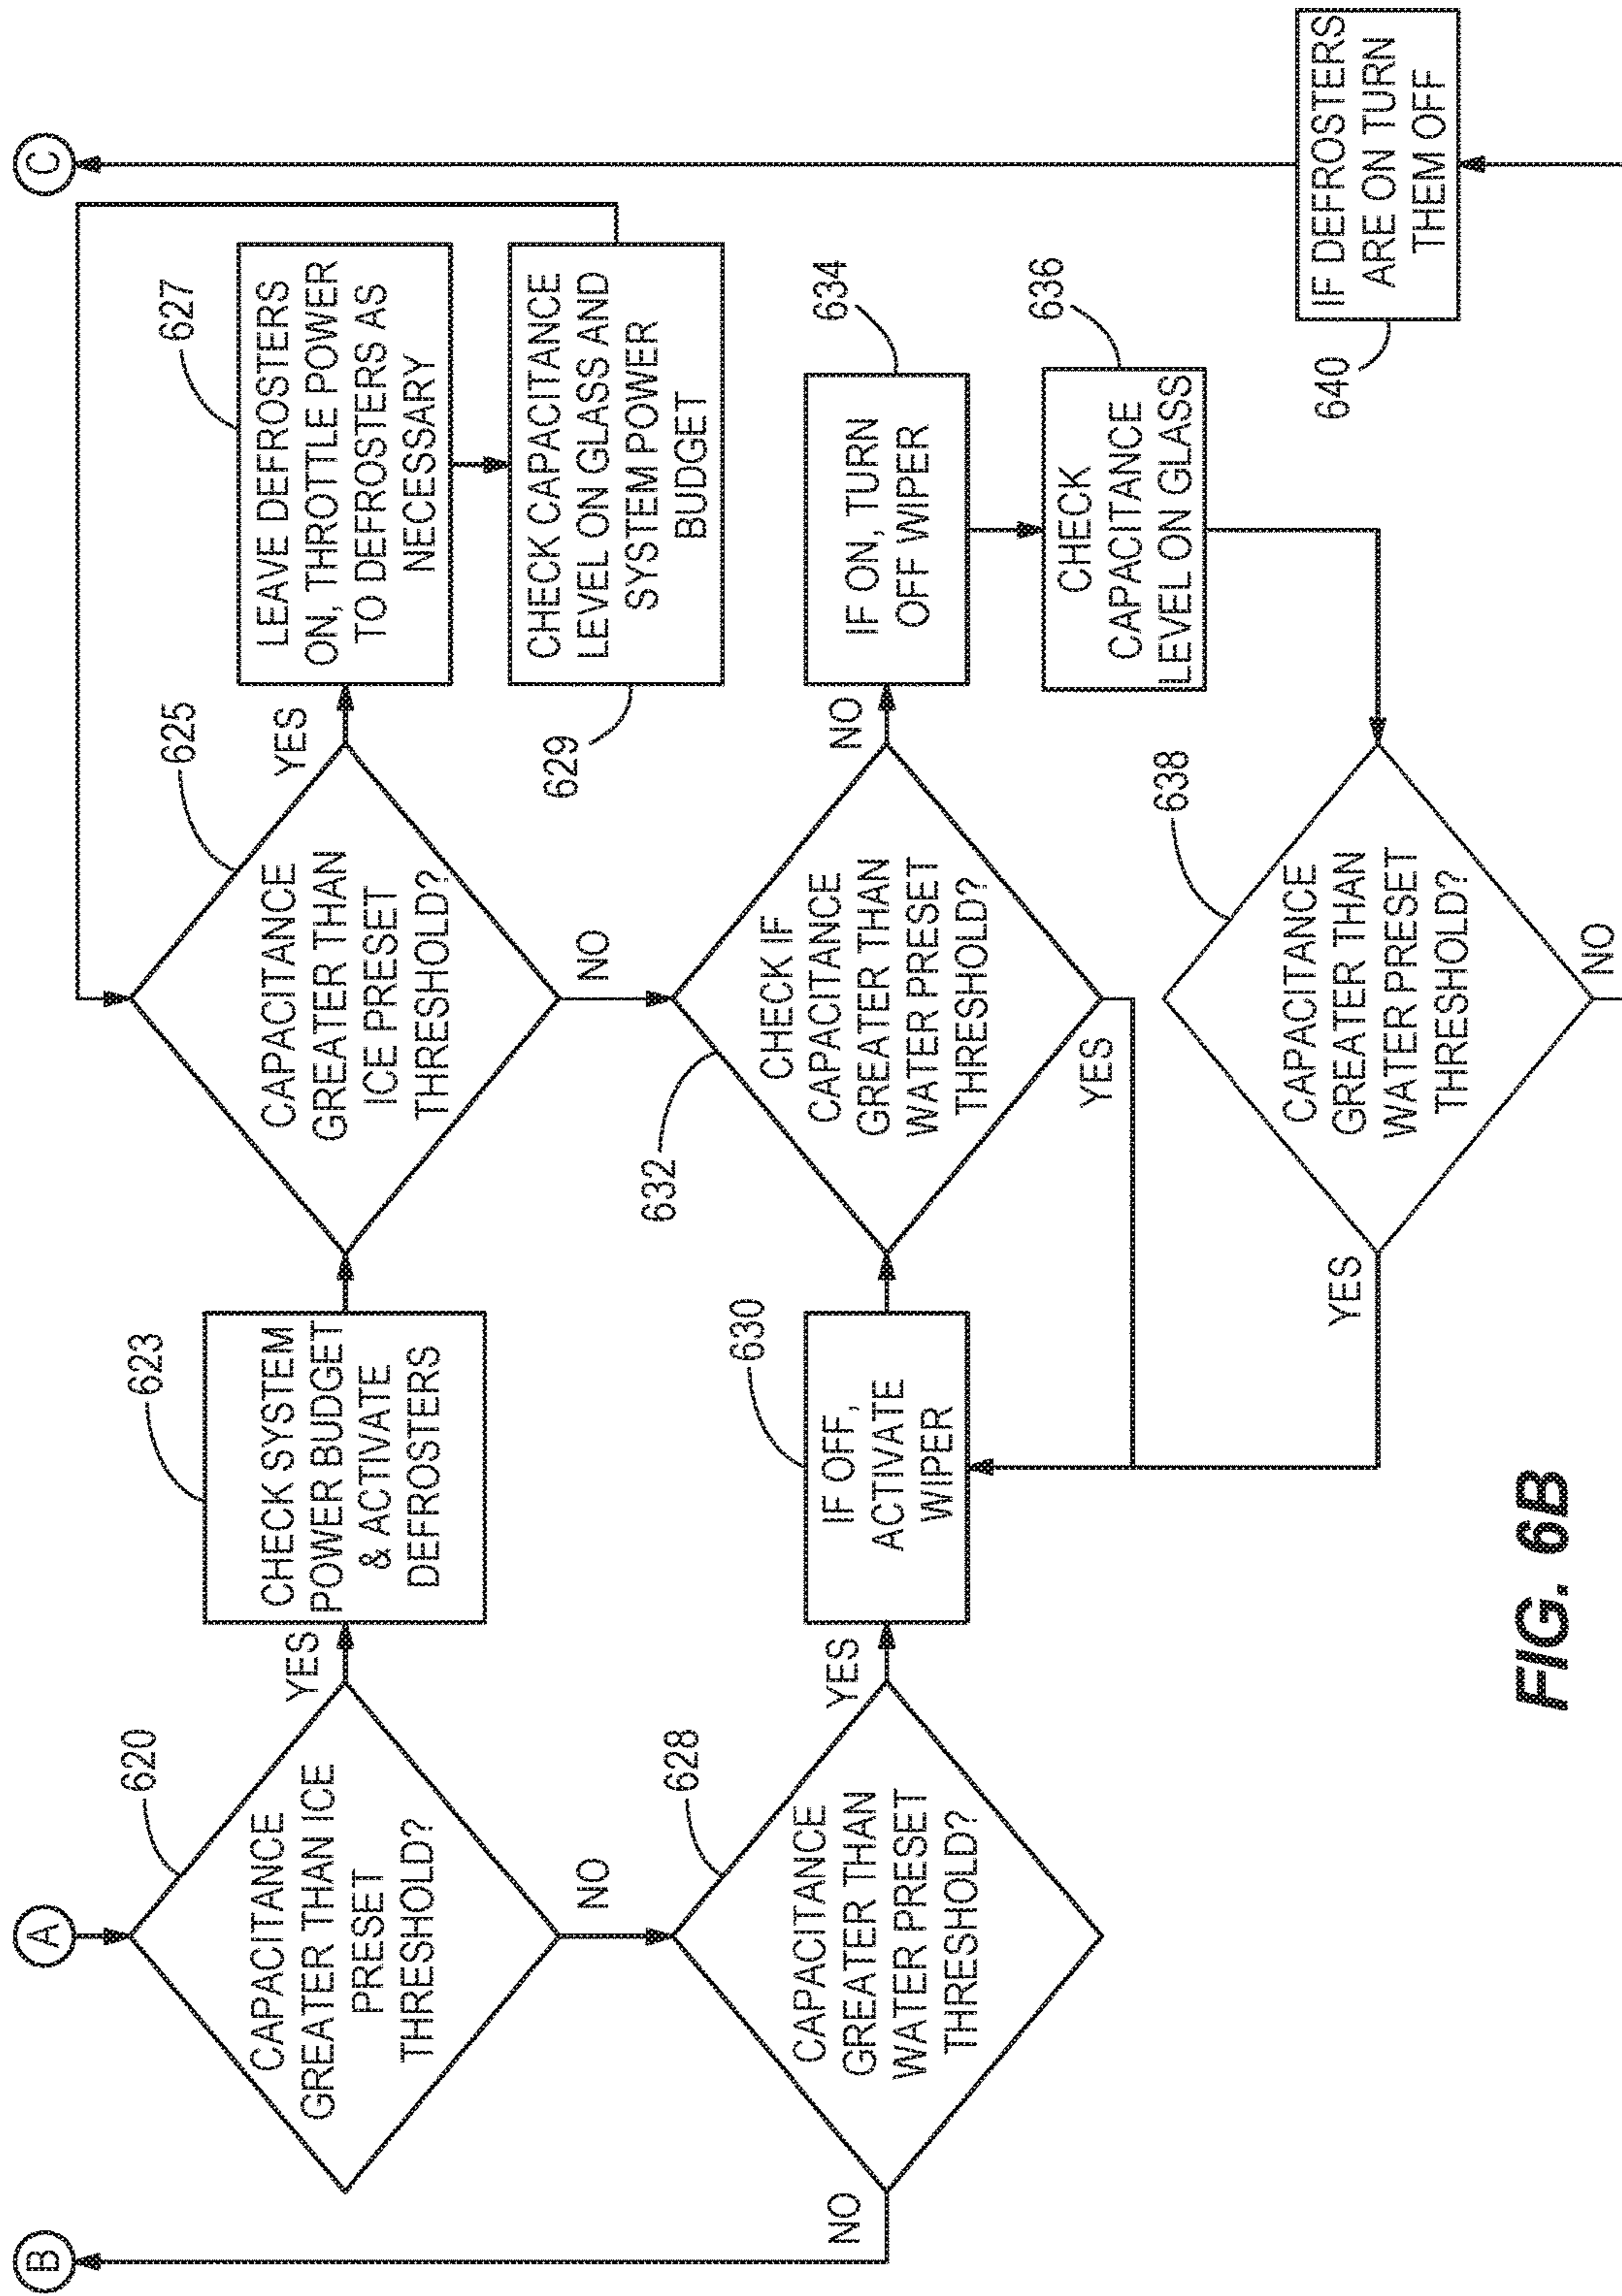 A
B
C
620
CAPACITANCE
GREATER THAN ICE
PRESET
THRESHOLD?
YES
NO
623
CHECK SYSTEM
POWER BUDGET
& ACTIVATE
DEFROSTERS
625
CAPACITANCE
GREATER THAN
ICE PRESET
THRESHOLD?
YES
NO
627
LEAVE DEFROSTERS
ON, THROTTLE POWER
TO DEFROSTERS AS
NECESSARY
629
CHECK CAPACITANCE
LEVEL ON GLASS AND
SYSTEM POWER
BUDGET
628
CAPACITANCE
GREATER THAN
WATER PRESET
THRESHOLD?
NO
YES
630
IF OFF,
ACTIVATE
WIPER
632
CHECK IF
CAPACITANCE
GREATER THAN
WATER PRESET
THRESHOLD?
NO
YES
634
IF ON, TURN
OFF WIPER
636
CHECK
CAPACITANCE
LEVEL ON GLASS
638
CAPACITANCE
GREATER THAN
WATER PRESET
THRESHOLD?
YES
NO
640
IF DEFROSTERS
ARE ON TURN
THEM OFF
FIG. 6B